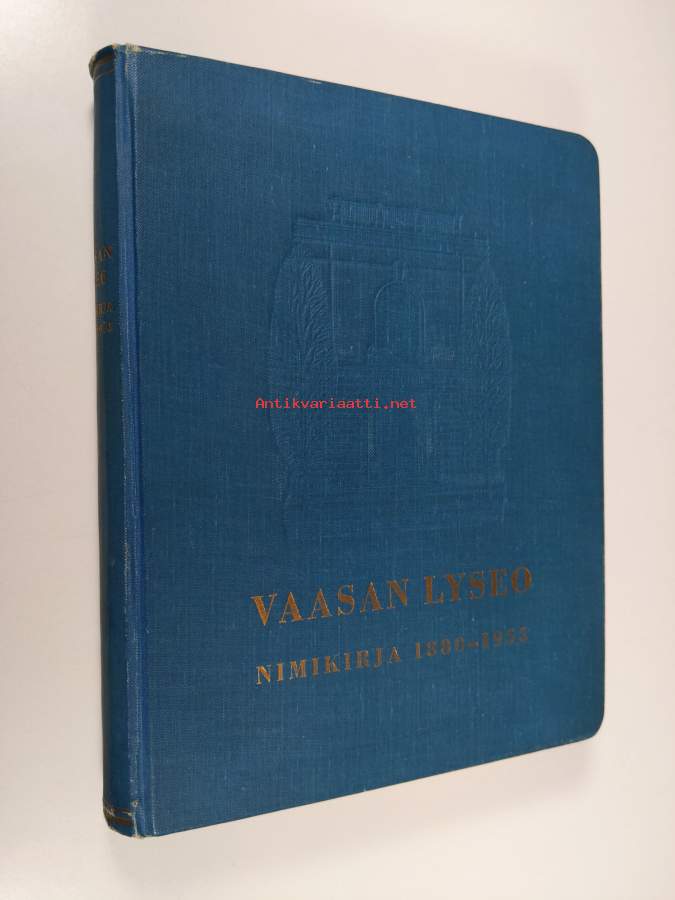 Antikvariaatti.net
VAASAN LYSEO
NIMIKIRJA 1880–1955